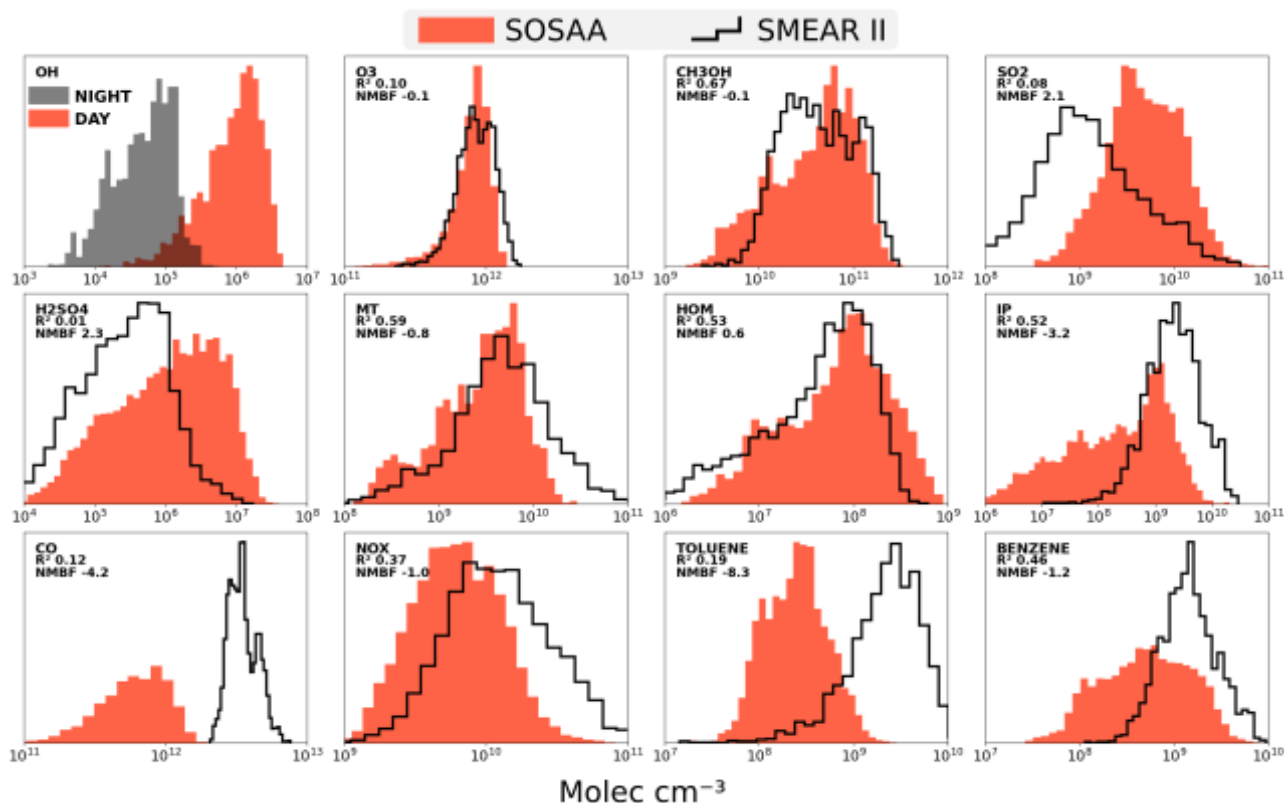 SOSAA SMEAR II
OH
NIGHT
DAY
10³ 10⁴ 10⁵ 10⁶ 10⁷
O3
R² 0.10
NMBF -0.1
10¹¹ 10¹² 10¹³
CH3OH
R² 0.67
NMBF -0.1
10⁹ 10¹⁰ 10¹¹ 10¹²
SO2
R² 0.08
NMBF 2.1
10⁸ 10⁹ 10¹⁰ 10¹¹
H2SO4
R² 0.01
NMBF 2.3
10⁴ 10⁵ 10⁶ 10⁷ 10⁸
MT
R² 0.59
NMBF -0.8
10⁸ 10⁹ 10¹⁰ 10¹¹
HOM
R² 0.53
NMBF 0.6
10⁶ 10⁷ 10⁸ 10⁹
IP
R² 0.52
NMBF -3.2
10⁶ 10⁷ 10⁸ 10⁹ 10¹⁰ 10¹¹
CO
R² 0.12
NMBF -4.2
10¹¹ 10¹² 10¹³
NOX
R² 0.37
NMBF -1.0
10⁹ 10¹⁰ 10¹¹
TOLUENE
R² 0.19
NMBF -8.3
10⁷ 10⁸ 10⁹ 10¹⁰
BENZENE
R² 0.46
NMBF -1.2
10⁷ 10⁸ 10⁹ 10¹⁰
Molec cm⁻³